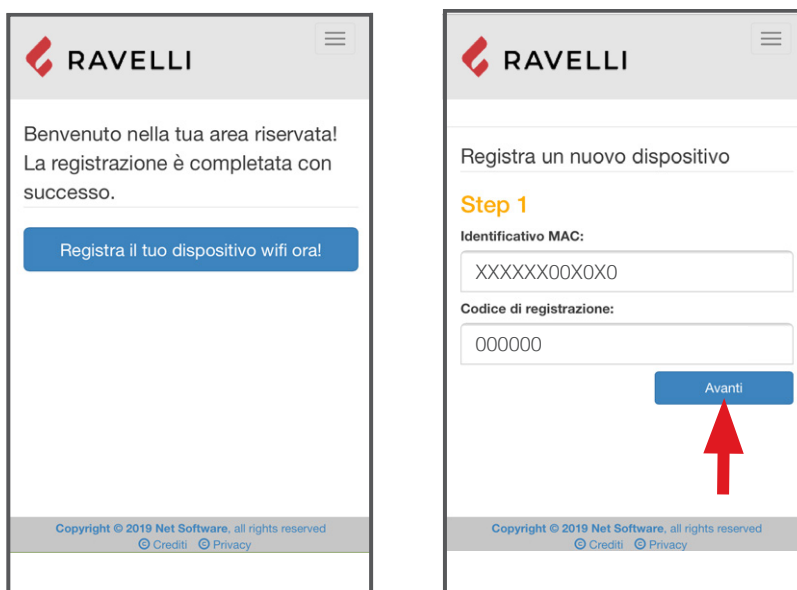 RAVELLI
Benvenuto nella tua area riservata!
La registrazione è completata con
successo.
Registra il tuo dispositivo wifi ora!
Copyright © 2019 Net Software, all rights reserved
© Crediti © Privacy
RAVELLI
Registra un nuovo dispositivo
Step 1
Identificativo MAC:
XXXXXX00X0X0
Codice di registrazione:
000000
Avanti
Copyright © 2019 Net Software, all rights reserved
© Crediti © Privacy